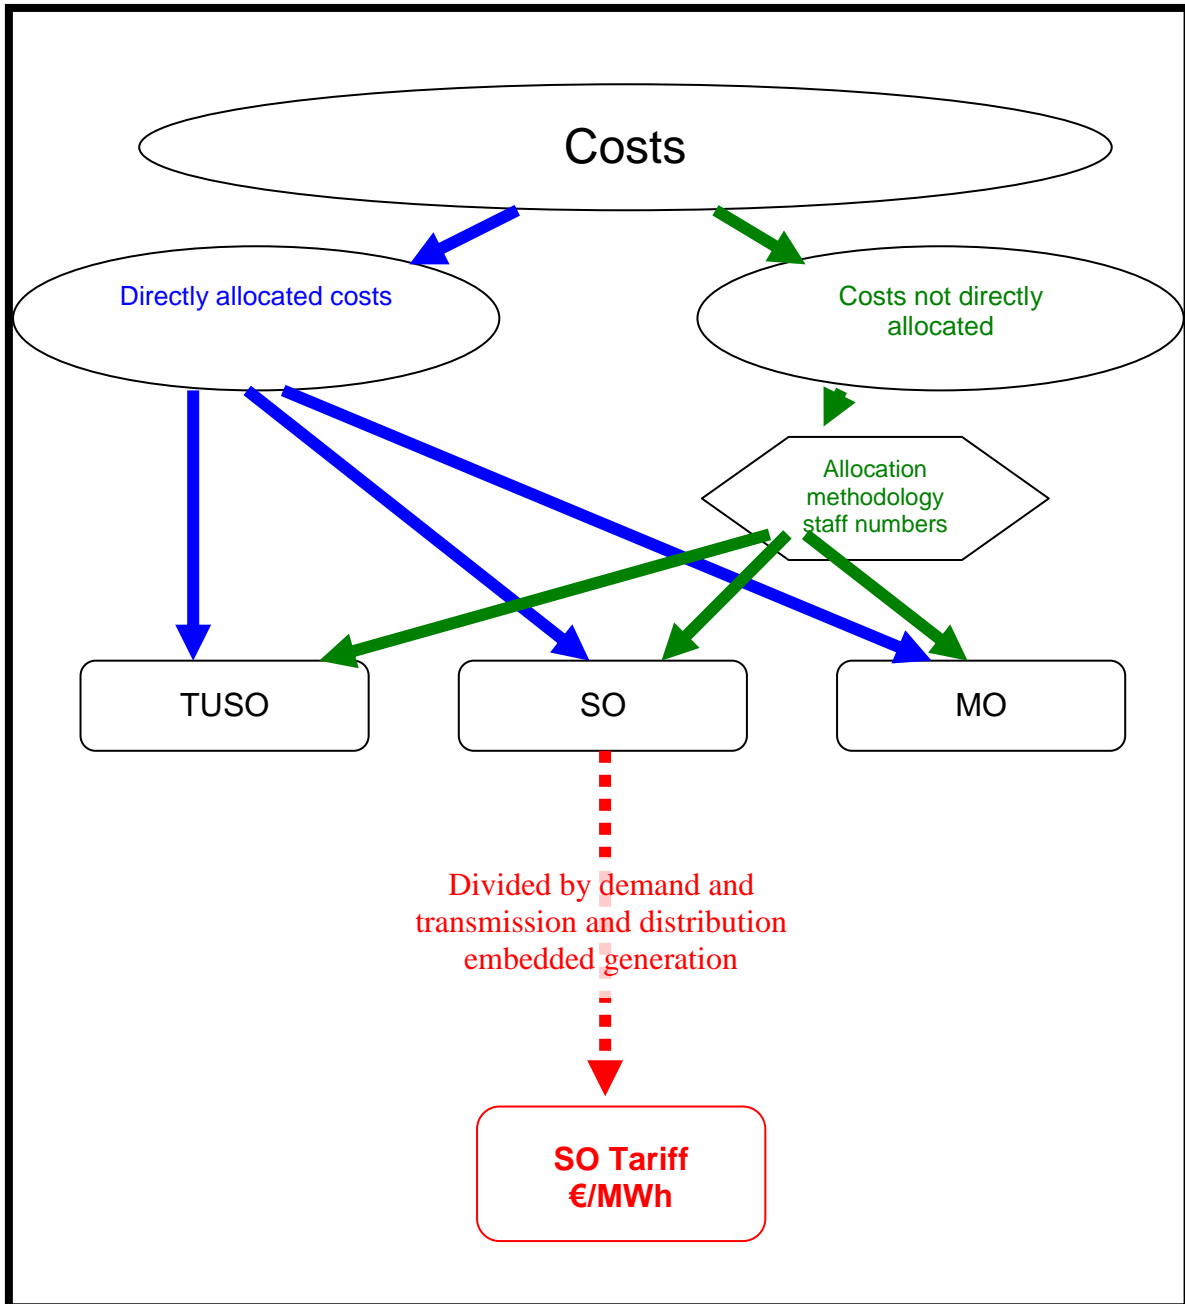 Costs
Directly allocated costs
Costs not directly
allocated
Allocation
methodology
staff numbers
TUSO
SO
MO
Divided by demand and
transmission and distribution
embedded generation
SO Tariff
€/MWh